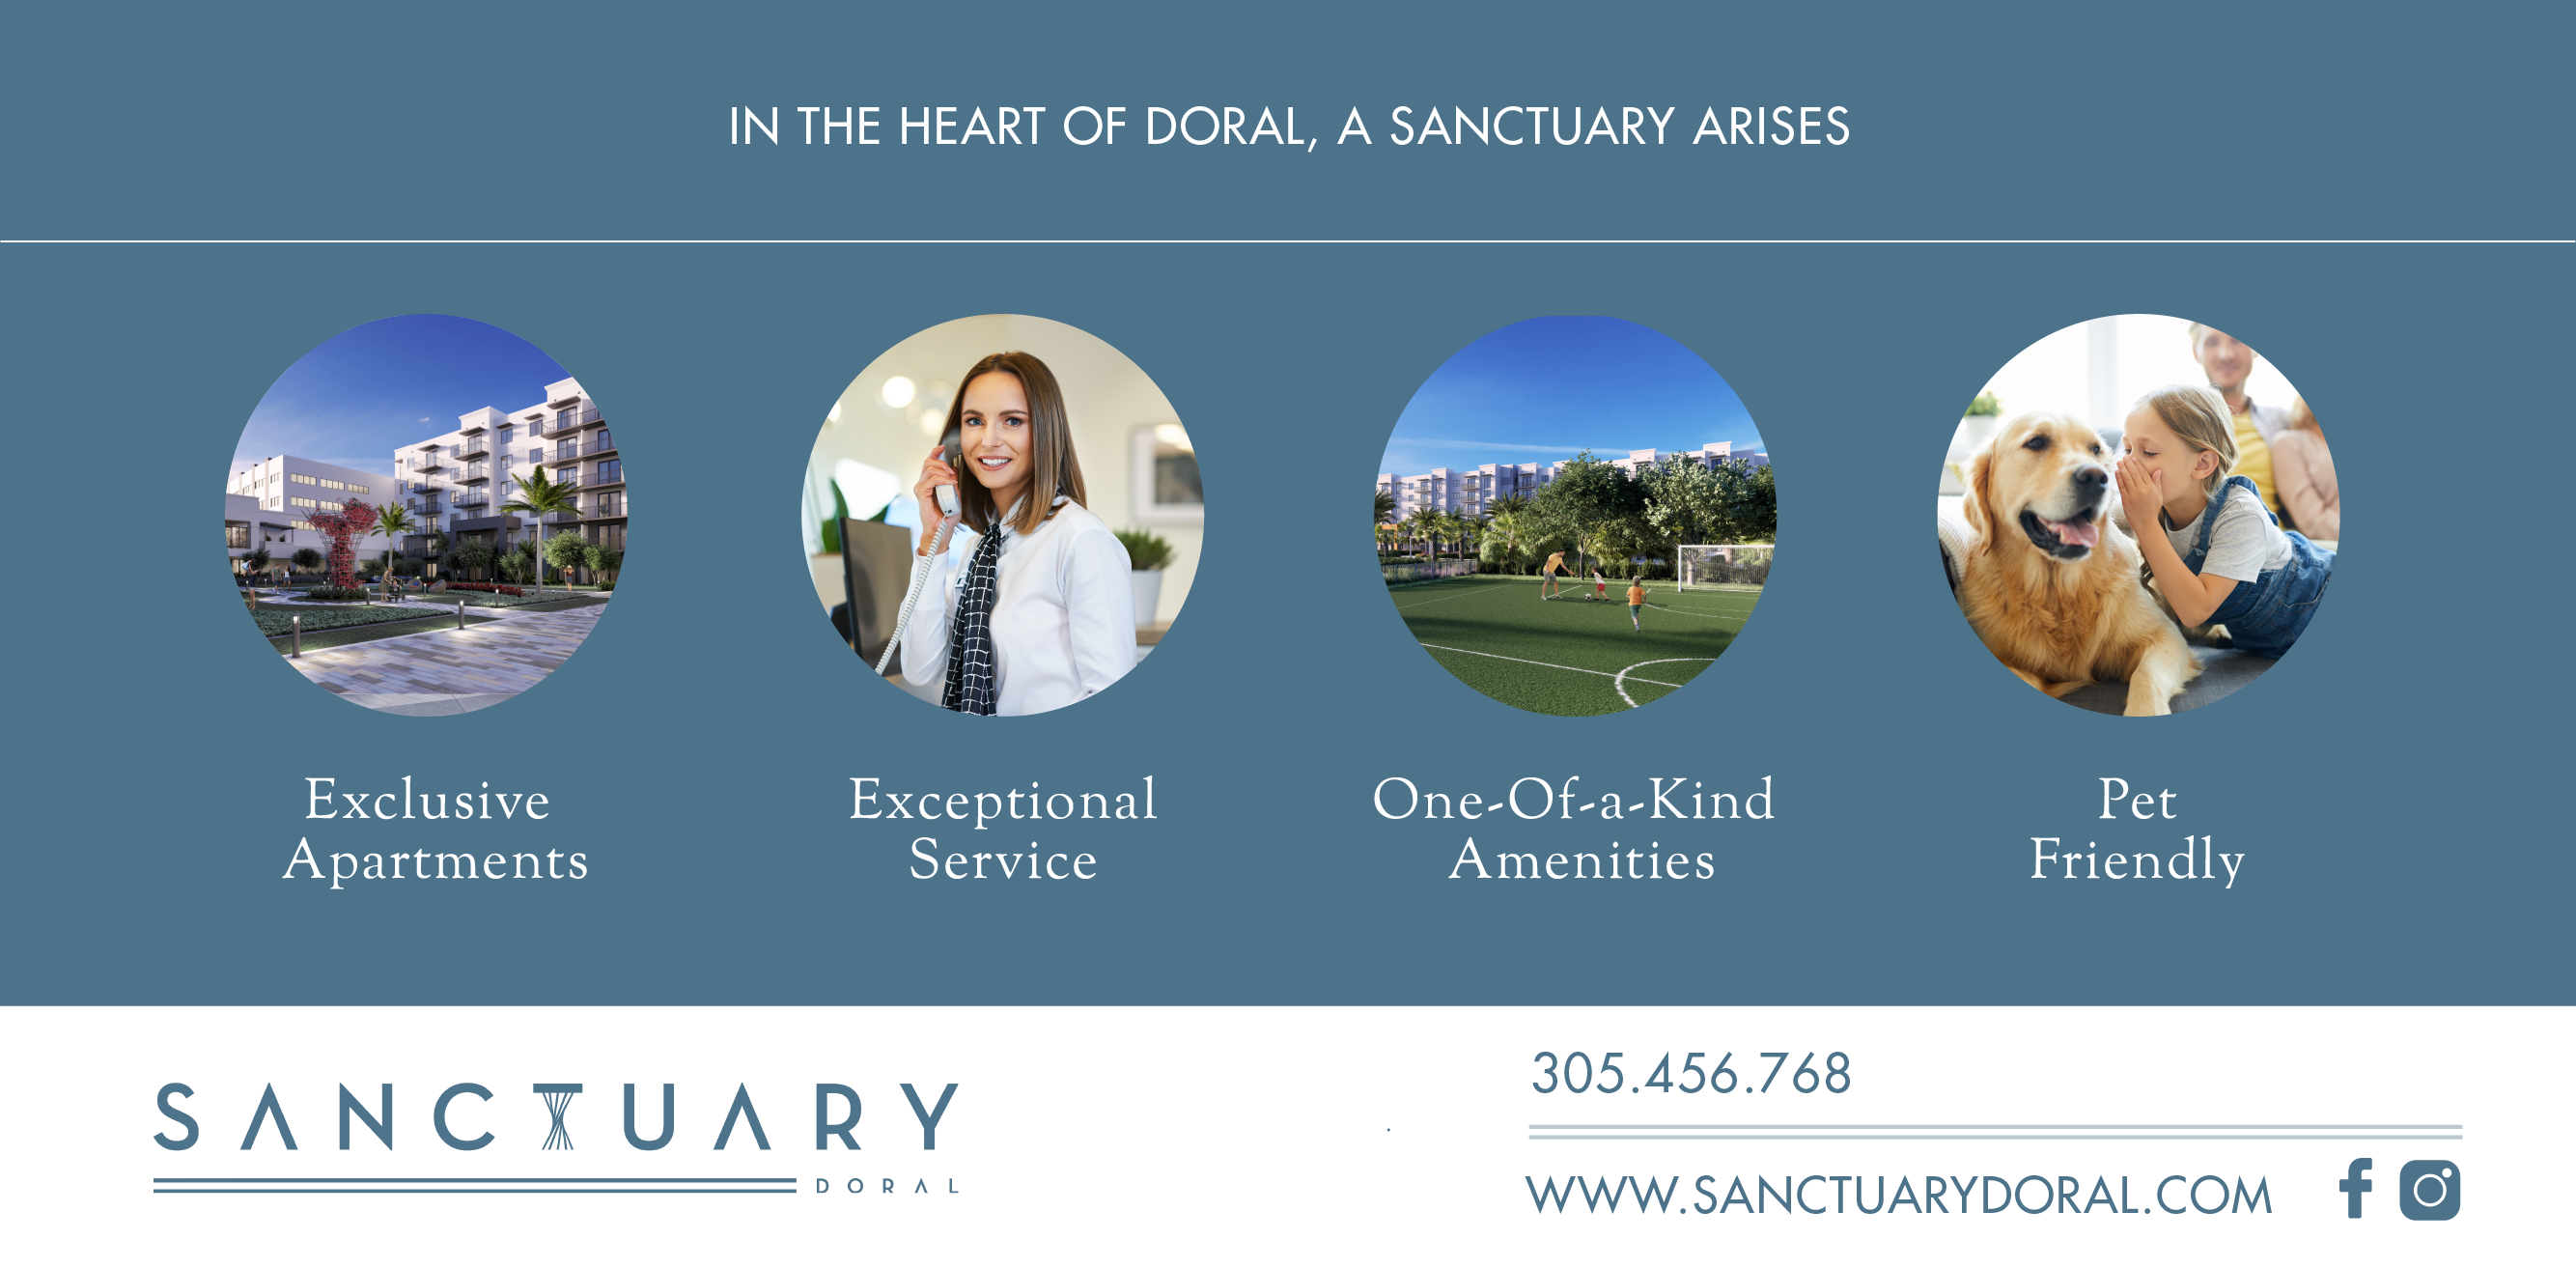 IN THE HEART OF DORAL, A SANCTUARY ARISES
Exclusive
Apartments
Exceptional
Service
One-Of-a-Kind
Amenities
Pet
Friendly
SANCTUARY
DORAL
305.456.768
WWW.SANCTUARYDORAL.COM